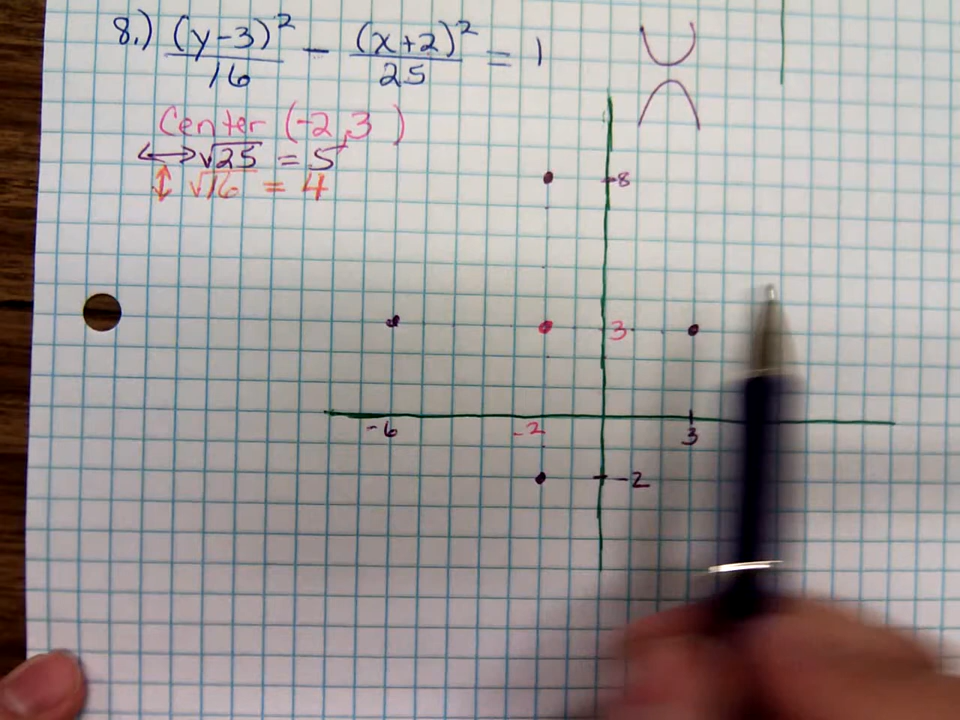 8.) (y-3)²/16 - (x+2)²/25 = 1
Center (-2,3)
↔ √25 = 5
↕ √16 = 4
8
3
-6 -2 3
-2